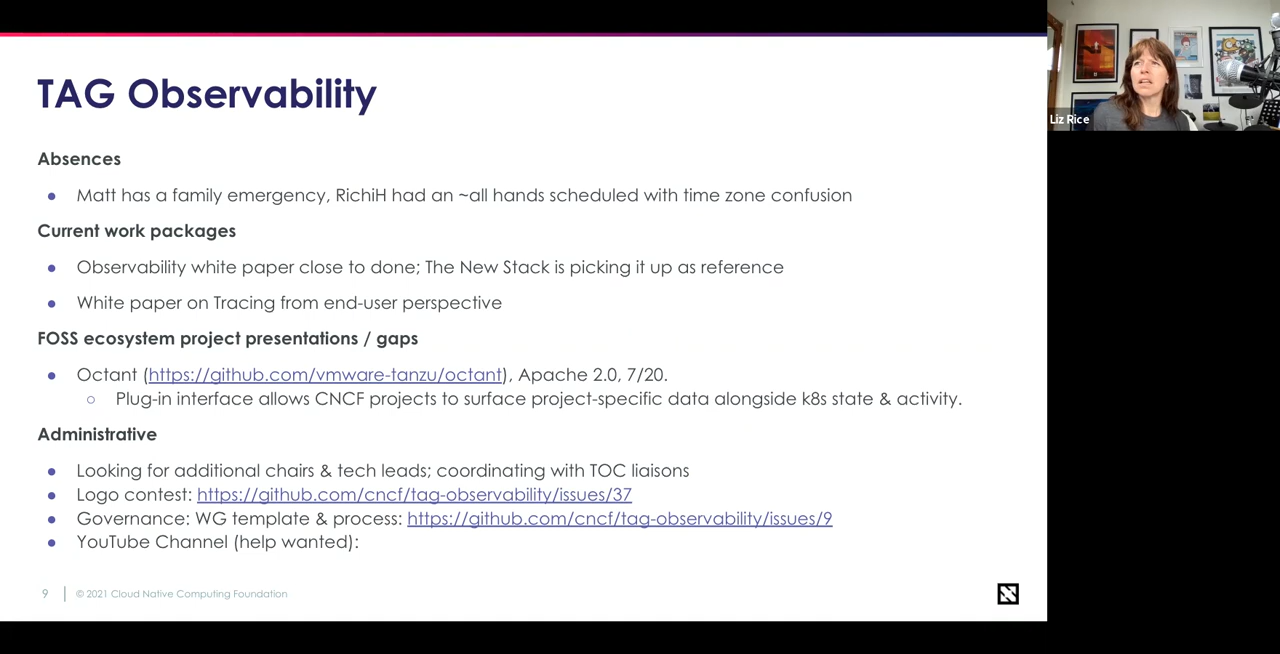 TAG Observability
Liz Rice
Absences
● Matt has a family emergency, RichiH had an ~all hands scheduled with time zone confusion
Current work packages
● Observability white paper close to done; The New Stack is picking it up as reference
● White paper on Tracing from end-user perspective
FOSS ecosystem project presentations / gaps
● Octant (https://github.com/vmware-tanzu/octant), Apache 2.0, 7/20.
○ Plug-in interface allows CNCF projects to surface project-specific data alongside k8s state & activity.
Administrative
● Looking for additional chairs & tech leads; coordinating with TOC liaisons
● Logo contest: https://github.com/cncf/tag-observability/issues/37
● Governance: WG template & process: https://github.com/cncf/tag-observability/issues/9
● YouTube Channel (help wanted):
9 | © 2021 Cloud Native Computing Foundation